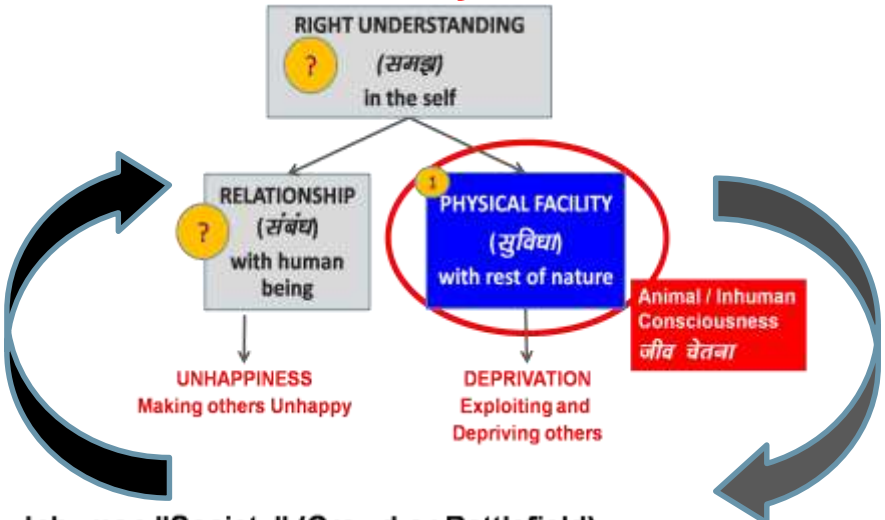 RIGHT UNDERSTANDING
?
(समझ)
in the self
RELATIONSHIP
?
(संबंध)
with human
being
1
PHYSICAL FACILITY
(सुविधा)
with rest of nature
Animal / Inhuman
Consciousness
जीव चेतना
UNHAPPINESS
Making others Unhappy
DEPRIVATION
Exploiting and
Depriving others